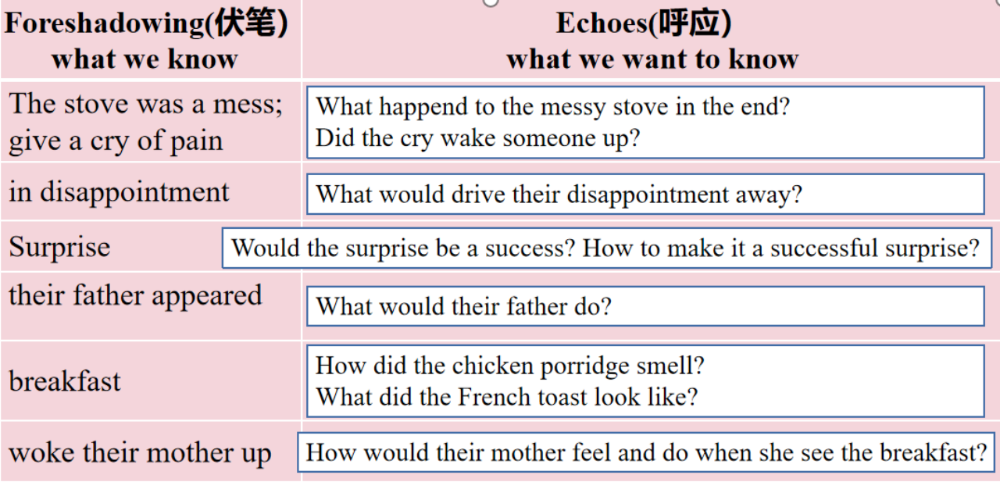 Foreshadowing(伏笔)
what we know
Echoes(呼应)
what we want to know
The stove was a mess;
give a cry of pain
What happend to the messy stove in the end?
Did the cry wake someone up?
in disappointment
What would drive their disappointment away?
Surprise
Would the surprise be a success? How to make it a successful surprise?
their father appeared
What would their father do?
breakfast
How did the chicken porridge smell?
What did the French toast look like?
woke their mother up
How would their mother feel and do when she see the breakfast?